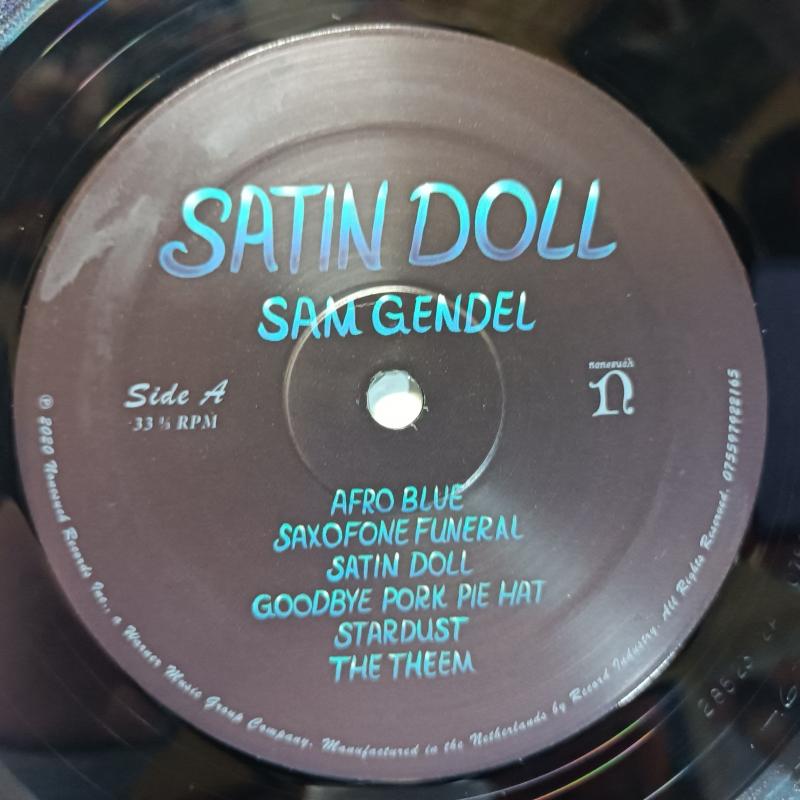 SATIN DOLL
SAM GENDEL
Side A
33 ⅓ RPM
nonesuch
AFRO BLUE
SAXOFONE FUNERAL
SATIN DOLL
GOODBYE PORK PIE HAT
STARDUST
THE THEEM
℗ 2020 Nonesuch Records Inc., a Warner Music Group Company. Manufactured in the Netherlands by Record Industry. All Rights Reserved. 075597922165